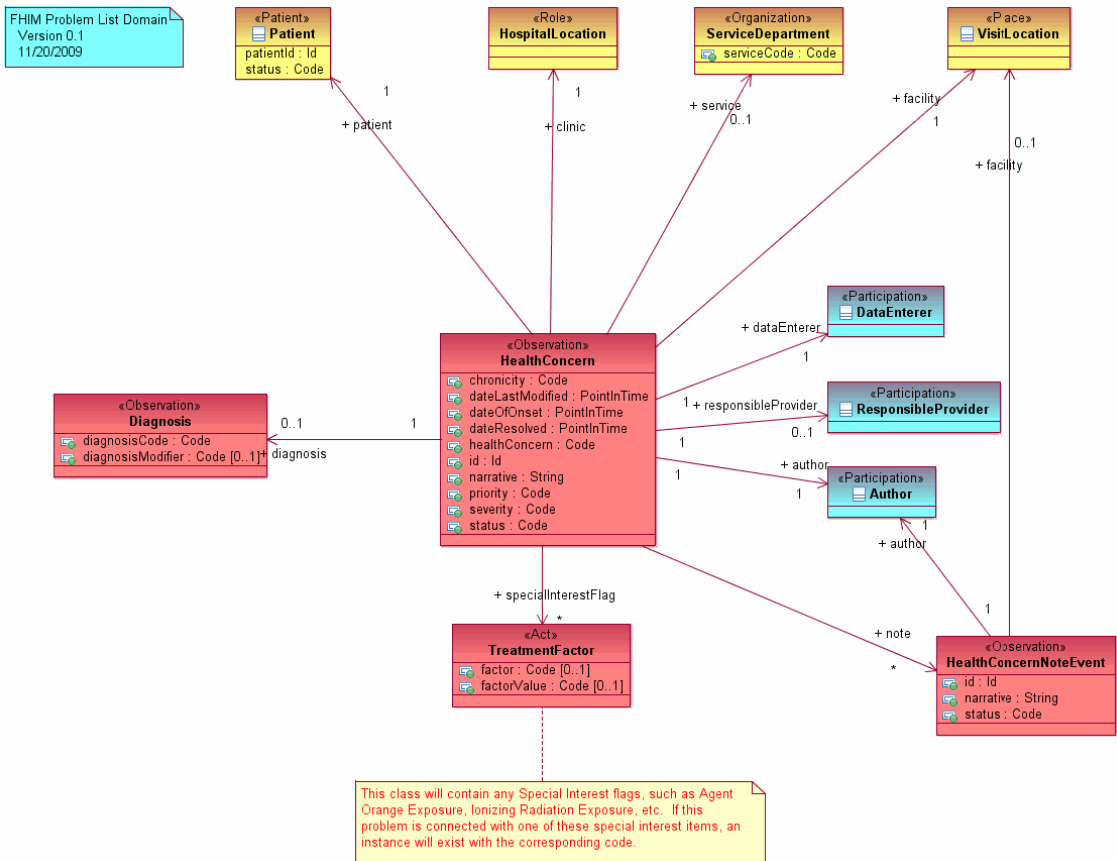 FHIM Problem List Domain
Version 0.1
11/20/2009
«Patient»
Patient
patientId : Id
status : Code
«Role»
HospitalLocation
«Organization»
ServiceDepartment
serviceCode : Code
«P ace»
VisitLocation
1
+ patient
1
+ clinic
+ service
0..1
+ facility
1
0..1
+ facility
«Participation»
DataEnterer
+ dataEnterer
1
1
«Participation»
ResponsibleProvider
+ responsibleProvider
0..1
1
«Participation»
Author
+ author
1
1
1
+ author
1
«Observation»
HealthConcern
chronicity : Code
dateLastModified : PointInTime
dateOfOnset : PointInTime
dateResolved : PointInTime
healthConcern : Code
id : Id
narrative : String
priority : Code
severity : Code
status : Code
«Observation»
Diagnosis
diagnosisCode : Code
diagnosisModifier : Code [0..1]
0..1
1
+ diagnosis
+ specialInterestFlag
*
«Act»
TreatmentFactor
factor : Code [0..1]
factorValue : Code [0..1]
+ note
*
«Observation»
HealthConcernNoteEvent
id : Id
narrative : String
status : Code
This class will contain any Special Interest flags, such as Agent
Orange Exposure, Ionizing Radiation Exposure, etc. If this
problem is connected with one of these special interest items, an
instance will exist with the corresponding code.